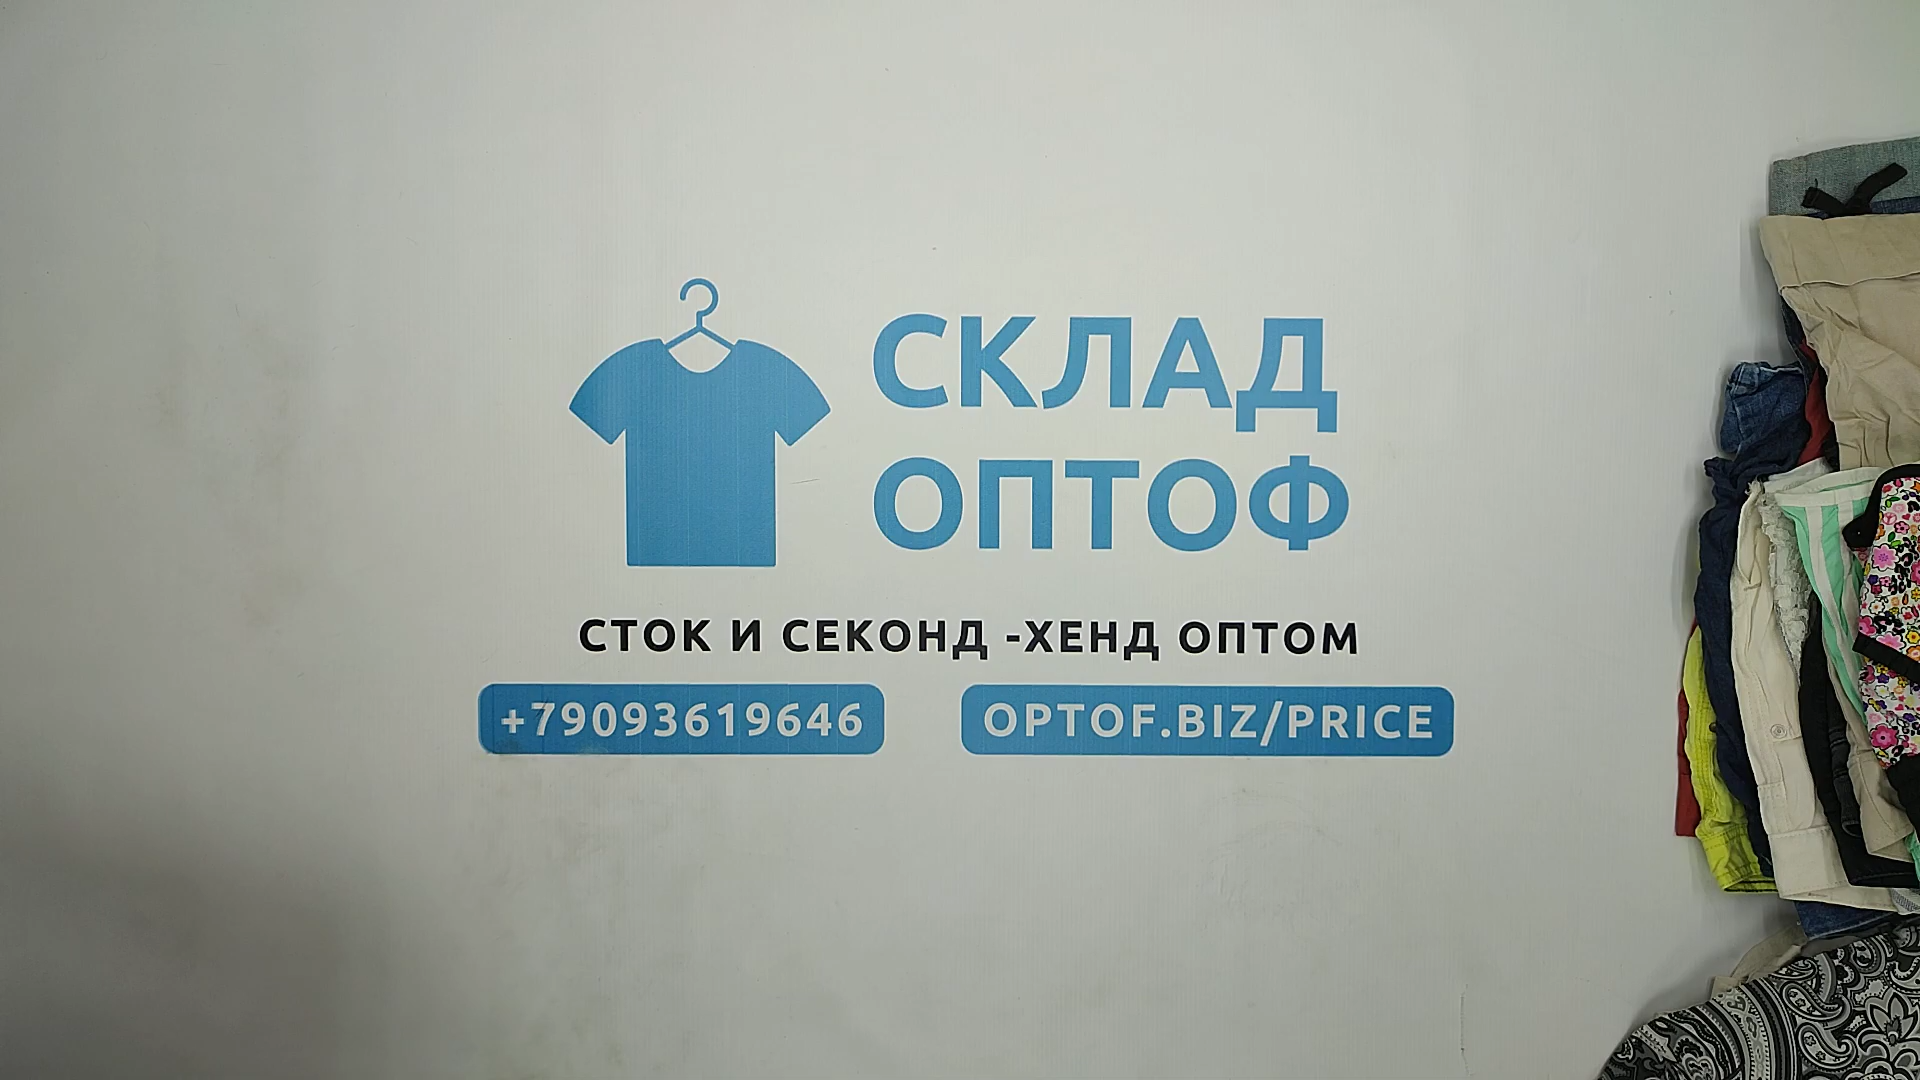 СКЛАД
ОПТОФ
СТОК И СЕКОНД -ХЕНД ОПТОМ
+79093619646
OPTOF.BIZ/PRICE